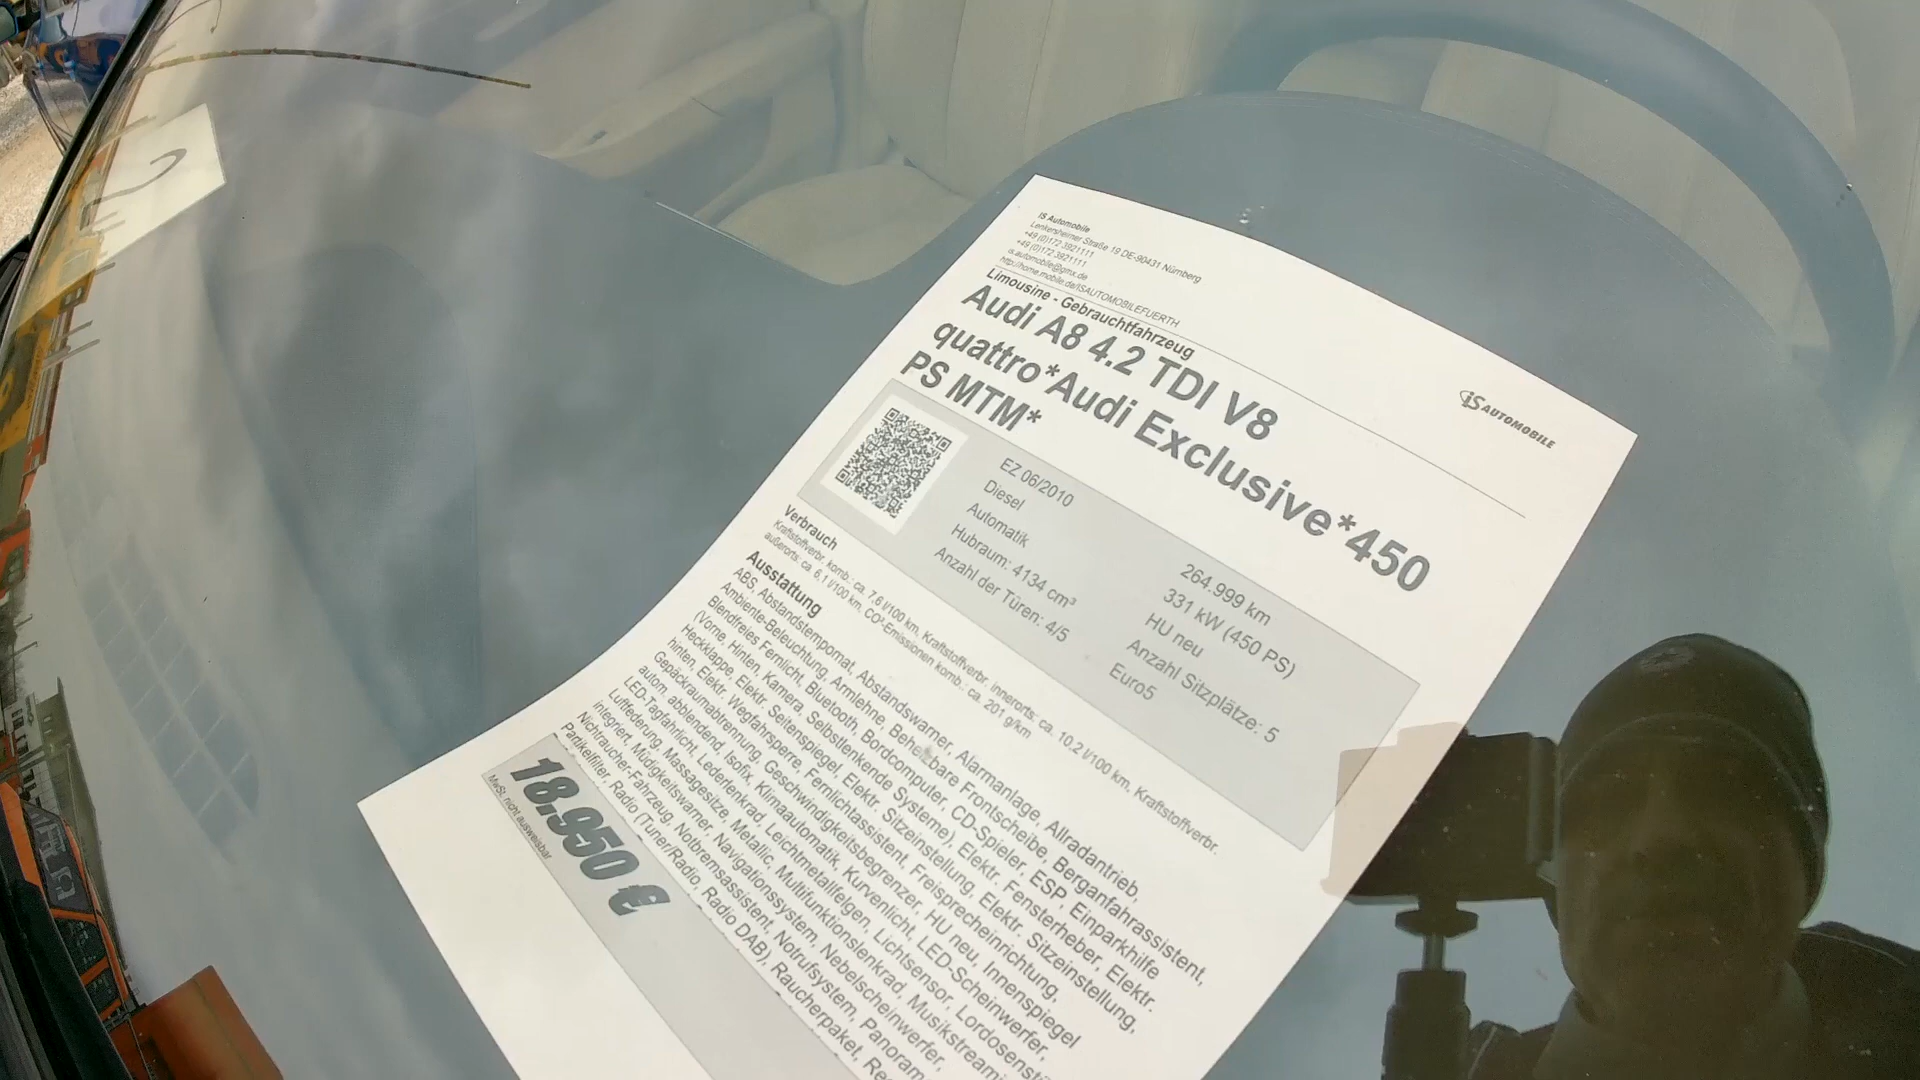 IS Automobile
Lenkersheimer Straße 19 DE-90431 Nürnberg
+49 (0)172 3921111
+49 (0)172 3921111
is.automobile@gmx.de
http://home.mobile.de/ISAUTOMOBILEFUERTH
Limousine - Gebrauchtfahrzeug
Audi A8 4.2 TDI V8
quattro*Audi Exclusive*450
PS MTM*
iS AUTOMOBILE
EZ 06/2010
Diesel
Automatik
Hubraum: 4134 cm³
Anzahl der Türen: 4/5
264.999 km
331 kW (450 PS)
HU neu
Anzahl Sitzplätze: 5
Euro5
Verbrauch
Kraftstoffverbr. komb.: ca. 7,6 l/100 km, Kraftstoffverbr. innerorts: ca. 10,2 l/100 km, Kraftstoffverbr.
außerorts: ca. 6,1 l/100 km, CO²-Emissionen komb.: ca. 201 g/km
Ausstattung
ABS, Abstandstempomat, Abstandswarner, Alarmanlage, Allradantrieb,
Ambiente-Beleuchtung, Armlehne, Beheizbare Frontscheibe, Berganfahrassistent,
Blendfreies Fernlicht, Bluetooth, Bordcomputer, CD-Spieler, ESP, Einparkhilfe
(Vorne, Hinten, Kamera, Selbstlenkende Systeme), Elektr. Fensterheber, Elektr.
Heckklappe, Elektr. Seitenspiegel, Elektr. Sitzeinstellung, Elektr. Sitzeinstellung,
hinten, Elektr. Wegfahrsperre, Fernlichtassistent, Freisprecheinrichtung,
Gepäckraumabtrennung, Geschwindigkeitsbegrenzer, HU neu, Innenspiegel
autom. abblendend, Isofix, Klimaautomatik, Kurvenlicht, LED-Scheinwerfer,
LED-Tagfahrlicht, Lederlenkrad, Leichtmetallfelgen, Lichtsensor,
Luftfederung, Massagesitze, Metallic, Multifunktionslenkrad,
integriert, Müdigkeitswarner, Navigationssystem, Nebelscheinwerfer,
Nichtraucher-Fahrzeug, Notbremsassistent, Notrufsystem,
Partikelfilter, Radio (Tuner/Radio, Radio DAB), Raucherpaket,
18.950 €
MwSt. nicht ausweisbar